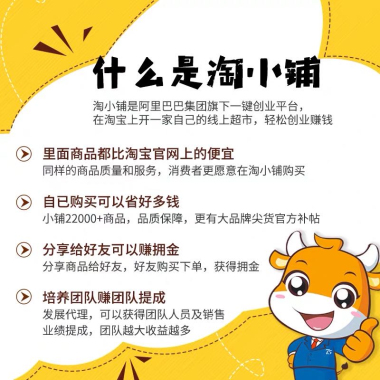 什么是淘小铺
淘小铺是阿里巴巴集团旗下一键创业平台，
在淘宝上开一家自己的线上超市，轻松创业赚钱
里面商品都比淘宝官网上的便宜
同样的商品质量和服务，消费者更愿意在淘小铺购买
自己购买可以省好多钱
小铺22000+商品，品质保障，更有大品牌尖货官方补帖
分享给好友可以赚拥金
分享商品给好友，好友购买下单，获得拥金
培养团队赚团队提成
发展代理，可以获得团队人员及销售
业绩提成，团队越大收益越多